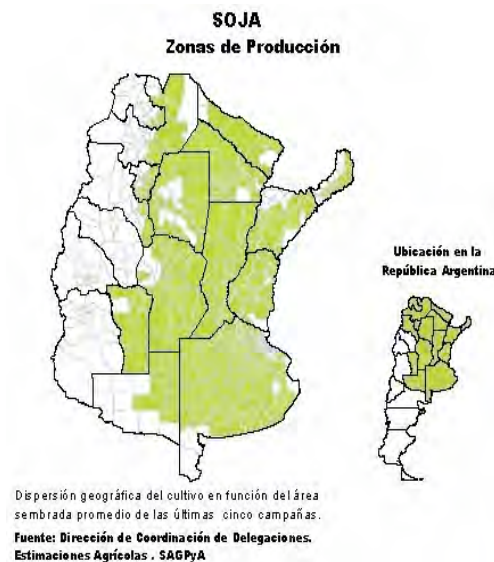 SOJA
Zonas de Producción
Ubicación en la
República Argentina
Dispersión geográfica del cultivo en función del área
sembrada promedio de las últimas cinco campañas.
Fuente: Dirección de Coordinación de Delegaciones.
Estimaciones Agrícolas . SAGPyA